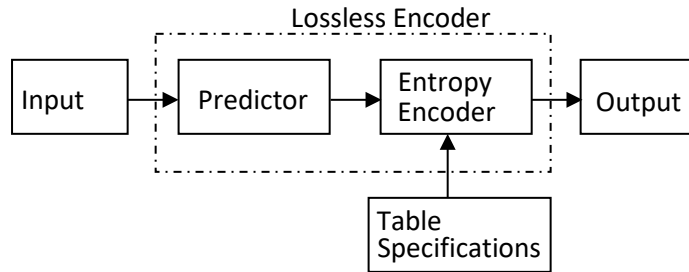 Lossless Encoder
Input
Predictor
Entropy
Encoder
Output
Table
Specifications